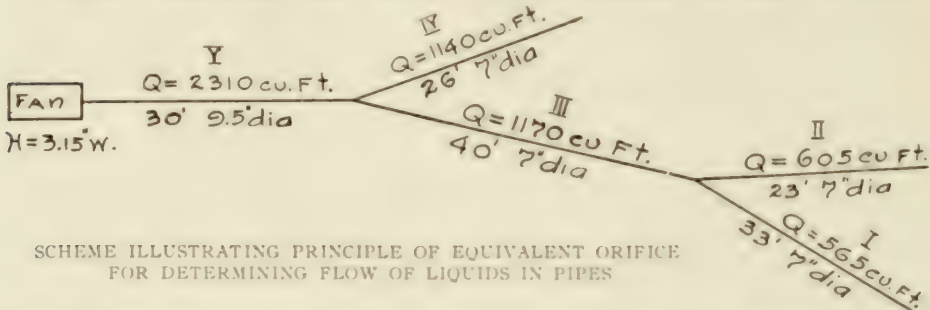 FAN
H=3.15"W.
Y
Q=2310 cu.Ft.
30' 9.5"dia
IV
Q=1140 cu.Ft.
26' 7"dia
III
Q=1170 cu Ft.
40' 7"dia
II
Q=605 cu Ft.
23' 7"dia
I
Q=565 cu.Ft.
33' 7"dia
SCHEME ILLUSTRATING PRINCIPLE OF EQUIVALENT ORIFICE
FOR DETERMINING FLOW OF LIQUIDS IN PIPES